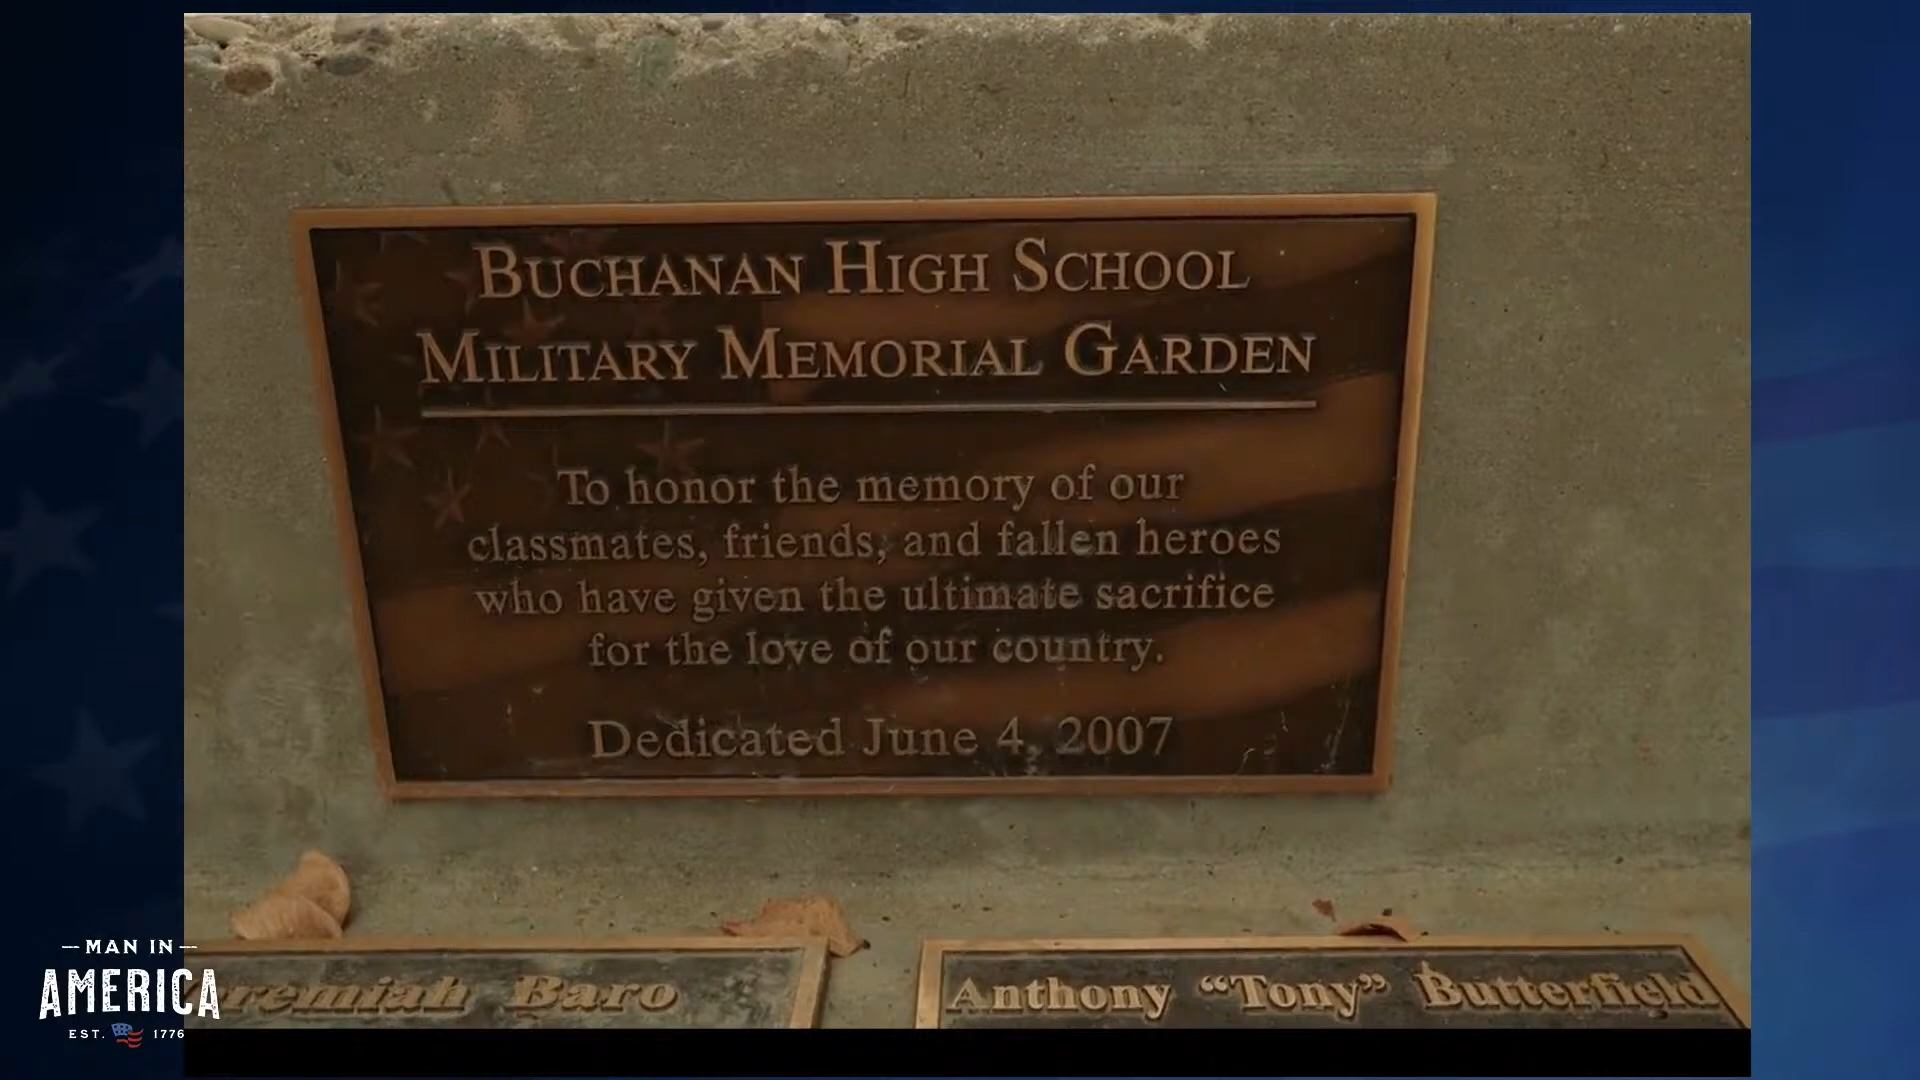 BUCHANAN HIGH SCHOOL
MILITARY MEMORIAL GARDEN
To honor the memory of our
classmates, friends, and fallen heroes
who have given the ultimate sacrifice
for the love of our country.
Dedicated June 4, 2007
Baro
Anthony “Tony” Butterfield
MAN IN
AMERICA
EST. 1776